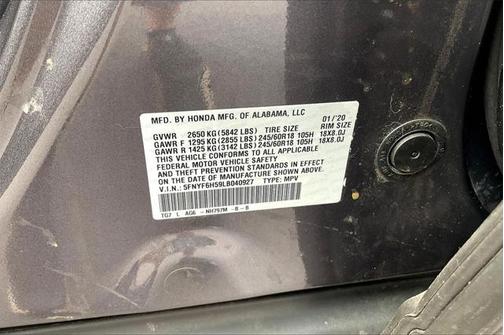 MFD. BY HONDA MFG. OF ALABAMA, LLC 01/'20
GVWR 2650 KG (5842 LBS) TIRE SIZE RIM SIZE
GAWR F 1295 KG (2855 LBS) 245/60R18 105H 18X8.0J
GAWR R 1425 KG (3142 LBS) 245/60R18 105H 18X8.0J
THIS VEHICLE CONFORMS TO ALL APPLICABLE
FEDERAL MOTOR VEHICLE SAFETY AND
THEFT PREVENTION STANDARDS IN EFFECT ON
THE DATE OF MANUFACTURE SHOWN ABOVE.
V.I.N.: 5FNYF6H59LB040927 TYPE: MPV
TG7 L AG6 -NH797M -B -B